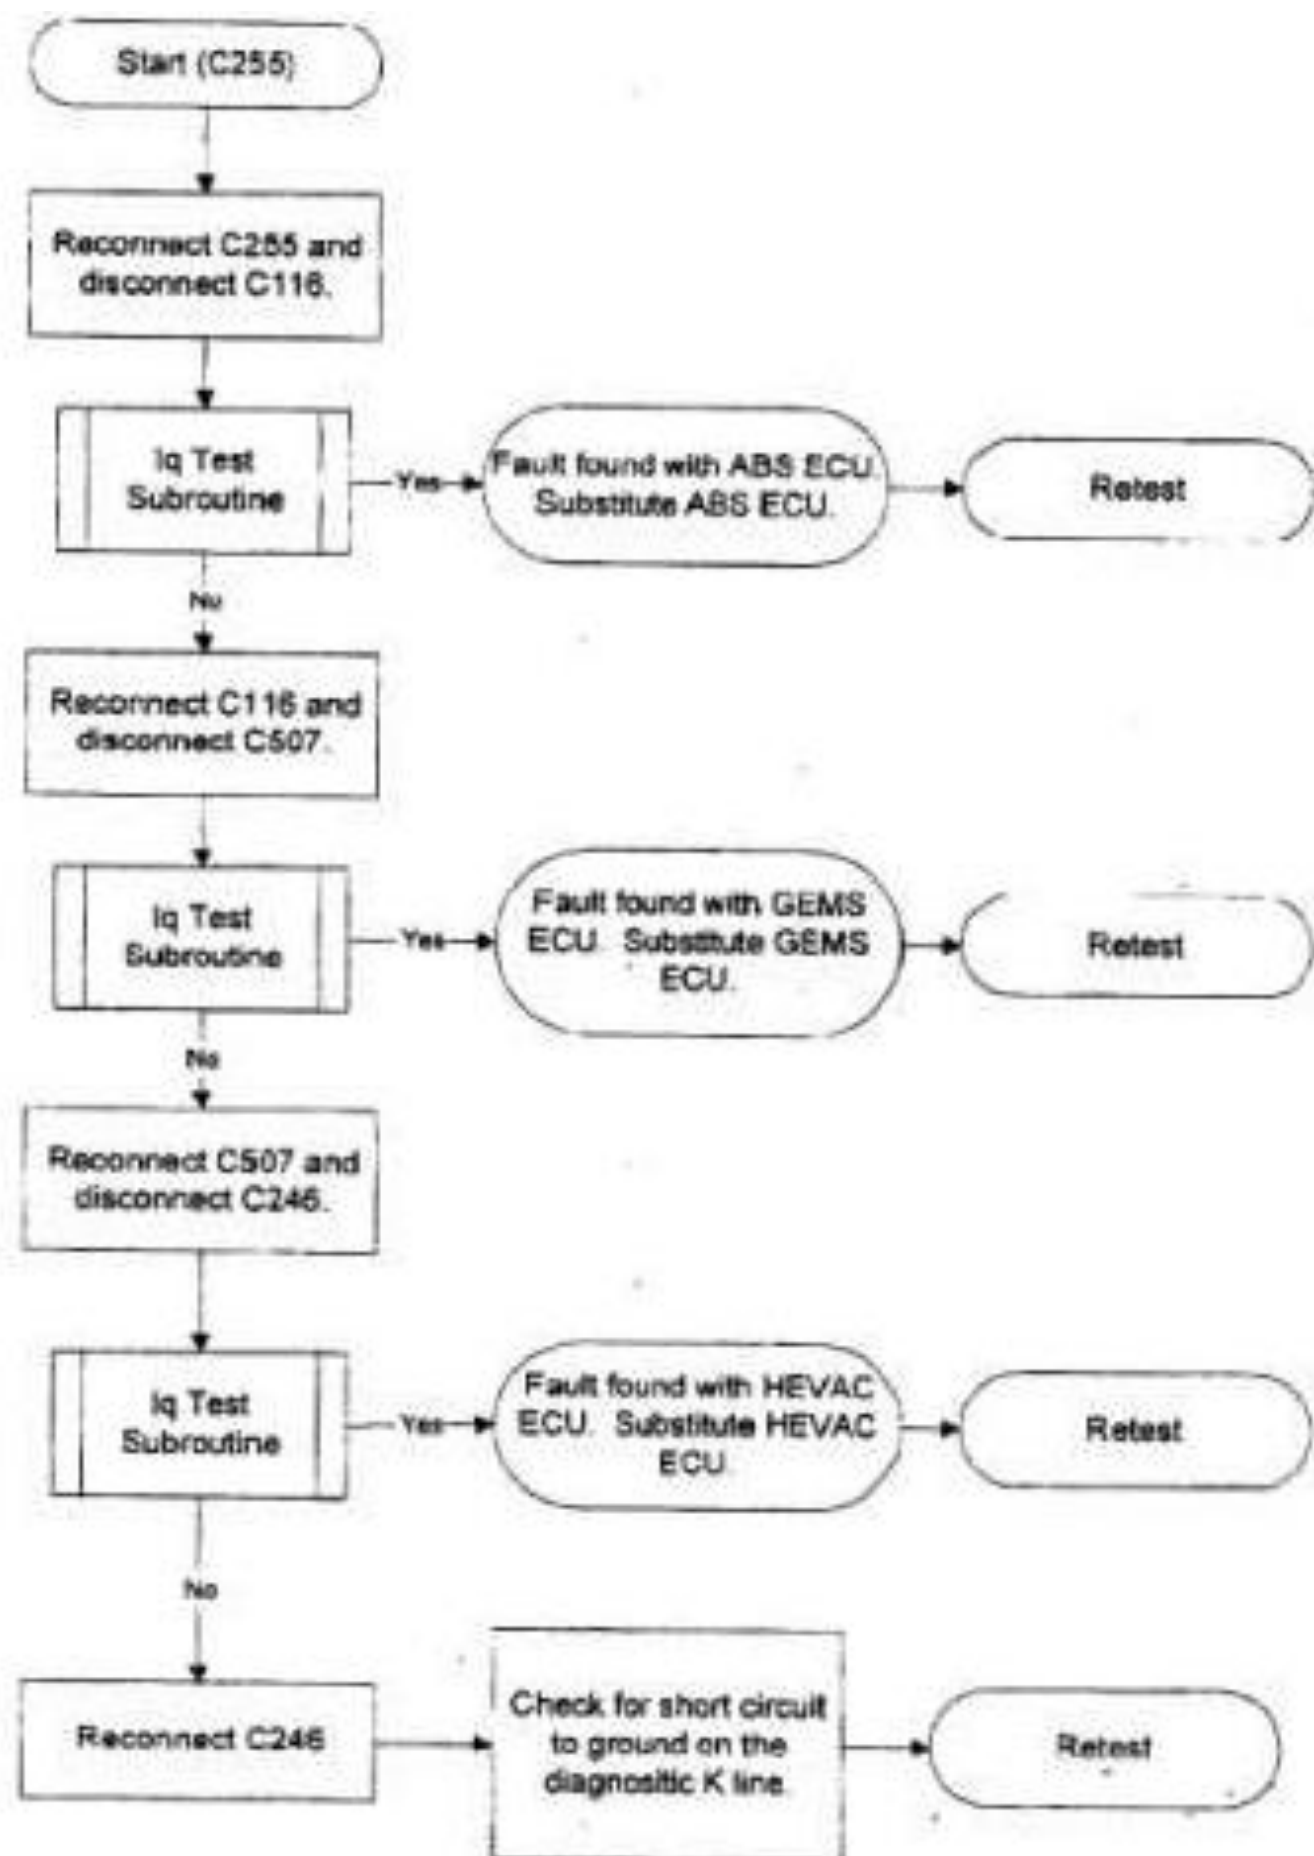 Start (C255)
Reconnect C255 and
disconnect C116.
Iq Test
Subroutine
Yes
Fault found with ABS ECU.
Substitute ABS ECU.
Retest
No
Reconnect C116 and
disconnect C507.
Iq Test
Subroutine
Yes
Fault found with GEMS
ECU. Substitute GEMS
ECU.
Retest
No
Reconnect C507 and
disconnect C246.
Iq Test
Subroutine
Yes
Fault found with HEVAC
ECU. Substitute HEVAC
ECU.
Retest
No
Reconnect C246
Check for short circuit
to ground on the
diagnositic K line.
Retest